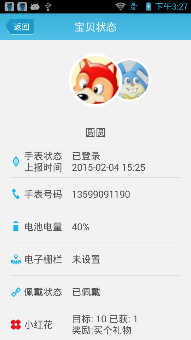 下午3:27
返回
宝贝状态
圆圆
手表状态 已登录
上报时间 2015-02-04 15:25
手表号码 13599091190
电池电量 40%
电子栅栏 未设置
佩戴状态 已佩戴
小红花 目标: 10 已获: 1
奖励:买个礼物